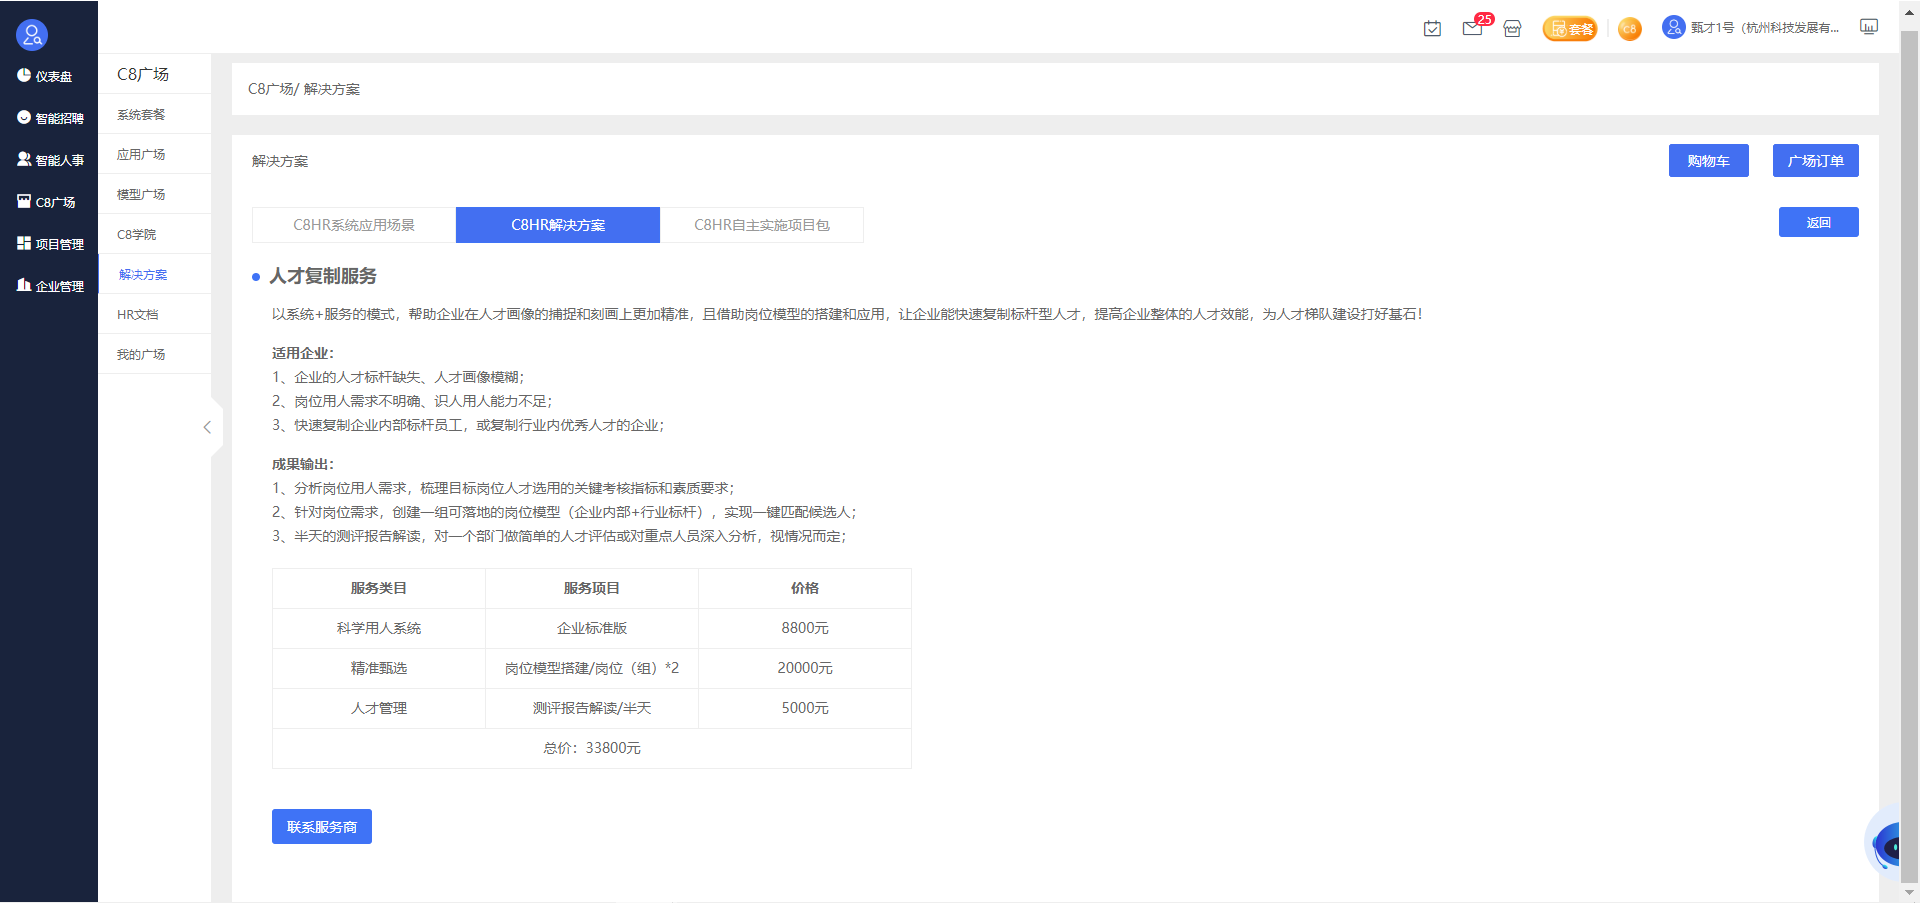 25
套餐
C8
甄才1号（杭州科技发展有...
仪表盘
智能招聘
智能人事
C8广场
项目管理
企业管理
C8广场
系统套餐
应用广场
模型广场
C8学院
解决方案
HR文档
我的广场
C8广场/ 解决方案
解决方案
购物车
广场订单
C8HR系统应用场景
C8HR解决方案
C8HR自主实施项目包
返回
人才复制服务
以系统+服务的模式，帮助企业在人才画像的捕捉和刻画上更加精准，且借助岗位模型的搭建和应用，让企业能快速复制标杆型人才，提高企业整体的人才效能，为人才梯队建设打好基石！
适用企业：
1、企业的人才标杆缺失、人才画像模糊；
2、岗位用人需求不明确、识人用人能力不足；
3、快速复制企业内部标杆员工，或复制行业内优秀人才的企业；
成果输出：
1、分析岗位用人需求，梳理目标岗位人才选用的关键考核指标和素质要求；
2、针对岗位需求，创建一组可落地的岗位模型（企业内部+行业标杆），实现一键匹配候选人；
3、半天的测评报告解读，对一个部门做简单的人才评估或对重点人员深入分析，视情况而定；
服务类目 服务项目 价格
科学用人系统 企业标准版 8800元
精准甄选 岗位模型搭建/岗位（组）*2 20000元
人才管理 测评报告解读/半天 5000元
总价：33800元
联系服务商